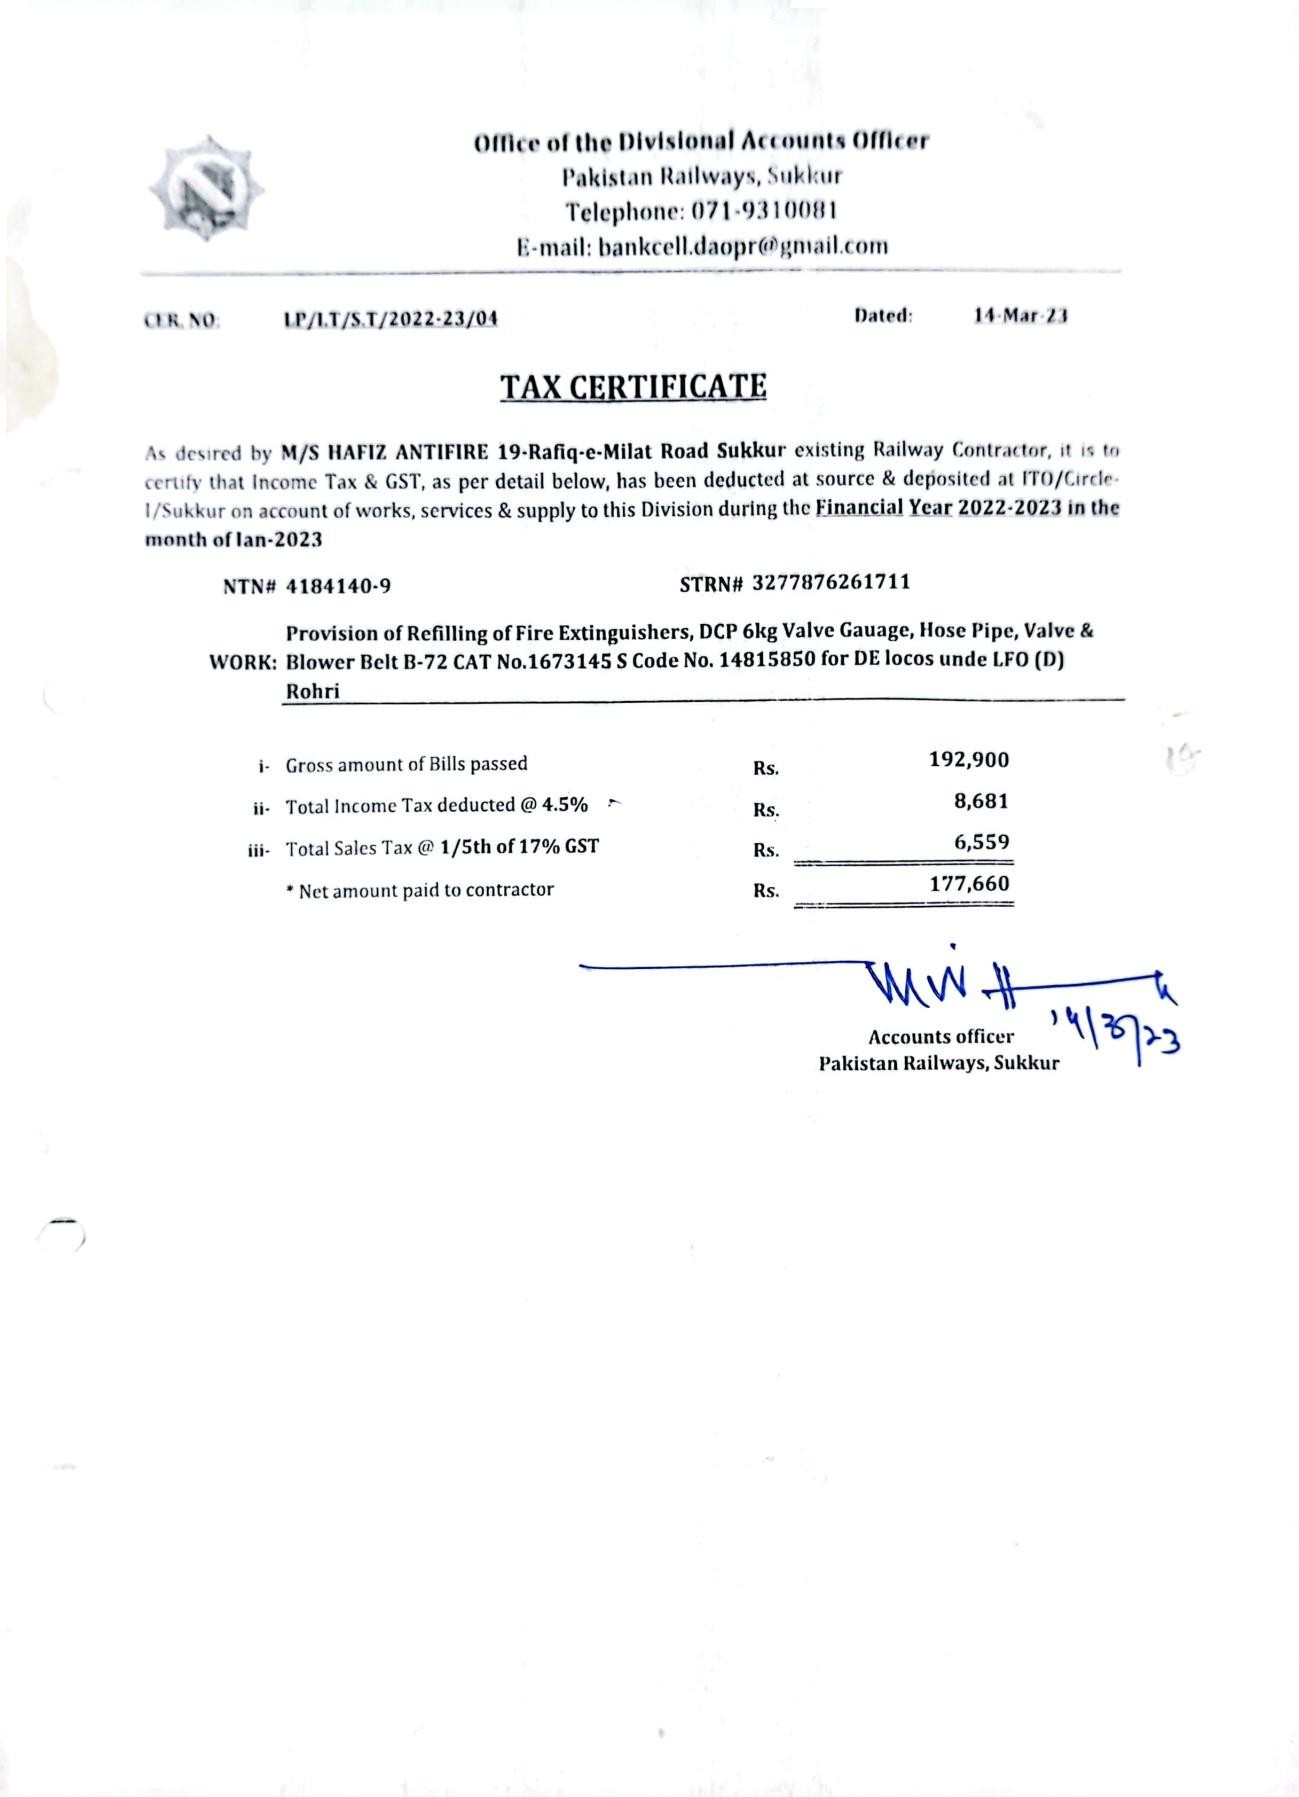 Office of the Divisional Accounts Officer
Pakistan Railways, Sukkur
Telephone: 071-9310081
E-mail: bankcell.daopr@gmail.com
CER. NO: LP/I.T/S.T/2022-23/04 Dated: 14-Mar-23
TAX CERTIFICATE
As desired by M/S HAFIZ ANTIFIRE 19-Rafiq-e-Milat Road Sukkur existing Railway Contractor, it is to
certify that Income Tax & GST, as per detail below, has been deducted at source & deposited at ITO/Circle-
I/Sukkur on account of works, services & supply to this Division during the Financial Year 2022-2023 in the
month of Jan-2023
NTN# 4184140-9 STRN# 3277876261711
Provision of Refilling of Fire Extinguishers, DCP 6kg Valve Gauage, Hose Pipe, Valve &
WORK: Blower Belt B-72 CAT No.1673145 S Code No. 14815850 for DE locos unde LFO (D)
Rohri
i- Gross amount of Bills passed Rs. 192,900
ii- Total Income Tax deducted @ 4.5% Rs. 8,681
iii- Total Sales Tax @ 1/5th of 17% GST Rs. 6,559
* Net amount paid to contractor Rs. 177,660
14/3/23
Accounts officer
Pakistan Railways, Sukkur